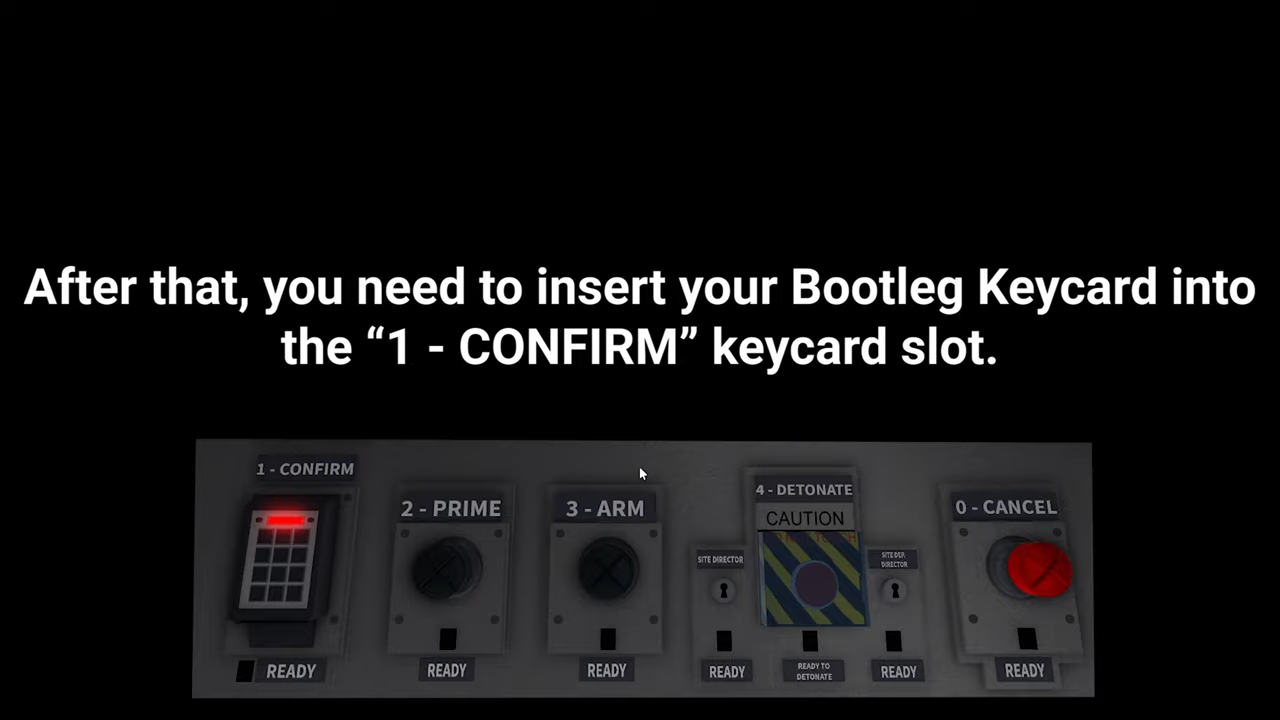 After that, you need to insert your Bootleg Keycard into
the “1 - CONFIRM” keycard slot.
1 - CONFIRM
2 - PRIME
3 - ARM
4 - DETONATE
0 - CANCEL
CAUTION
SITE DIRECTOR
SITE DEP.
DIRECTOR
READY
READY
READY
READY
READY TO
DETONATE
READY
READY